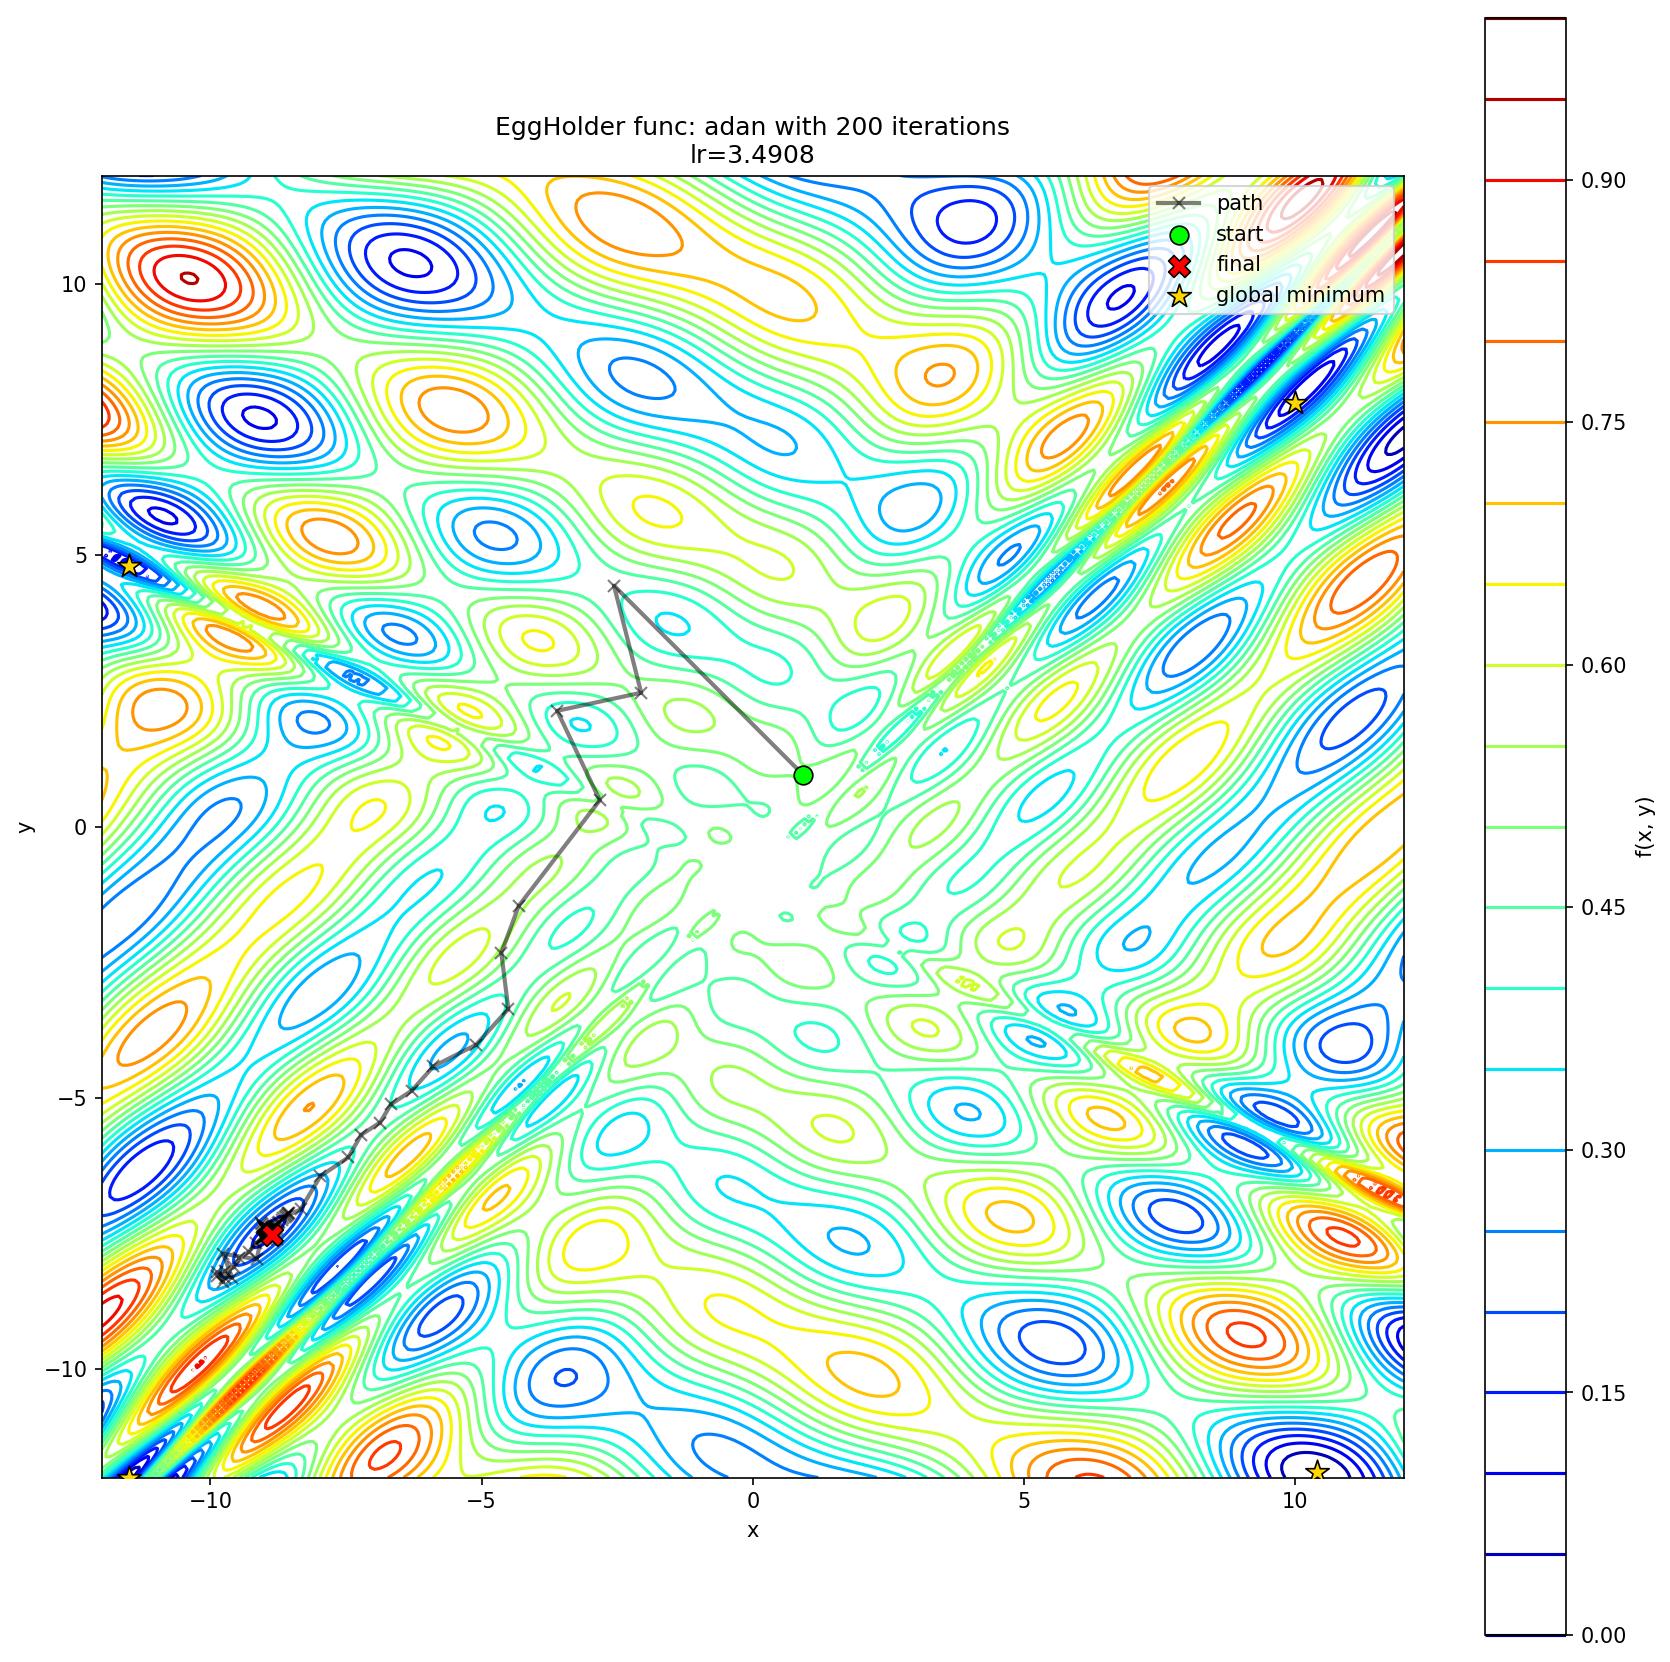 EggHolder func: adan with 200 iterations
lr=3.4908
path
start
final
global minimum
10
5
0
−5
−10
y
−10
−5
0
5
10
x
0.90
0.75
0.60
0.45
0.30
0.15
0.00
f(x, y)